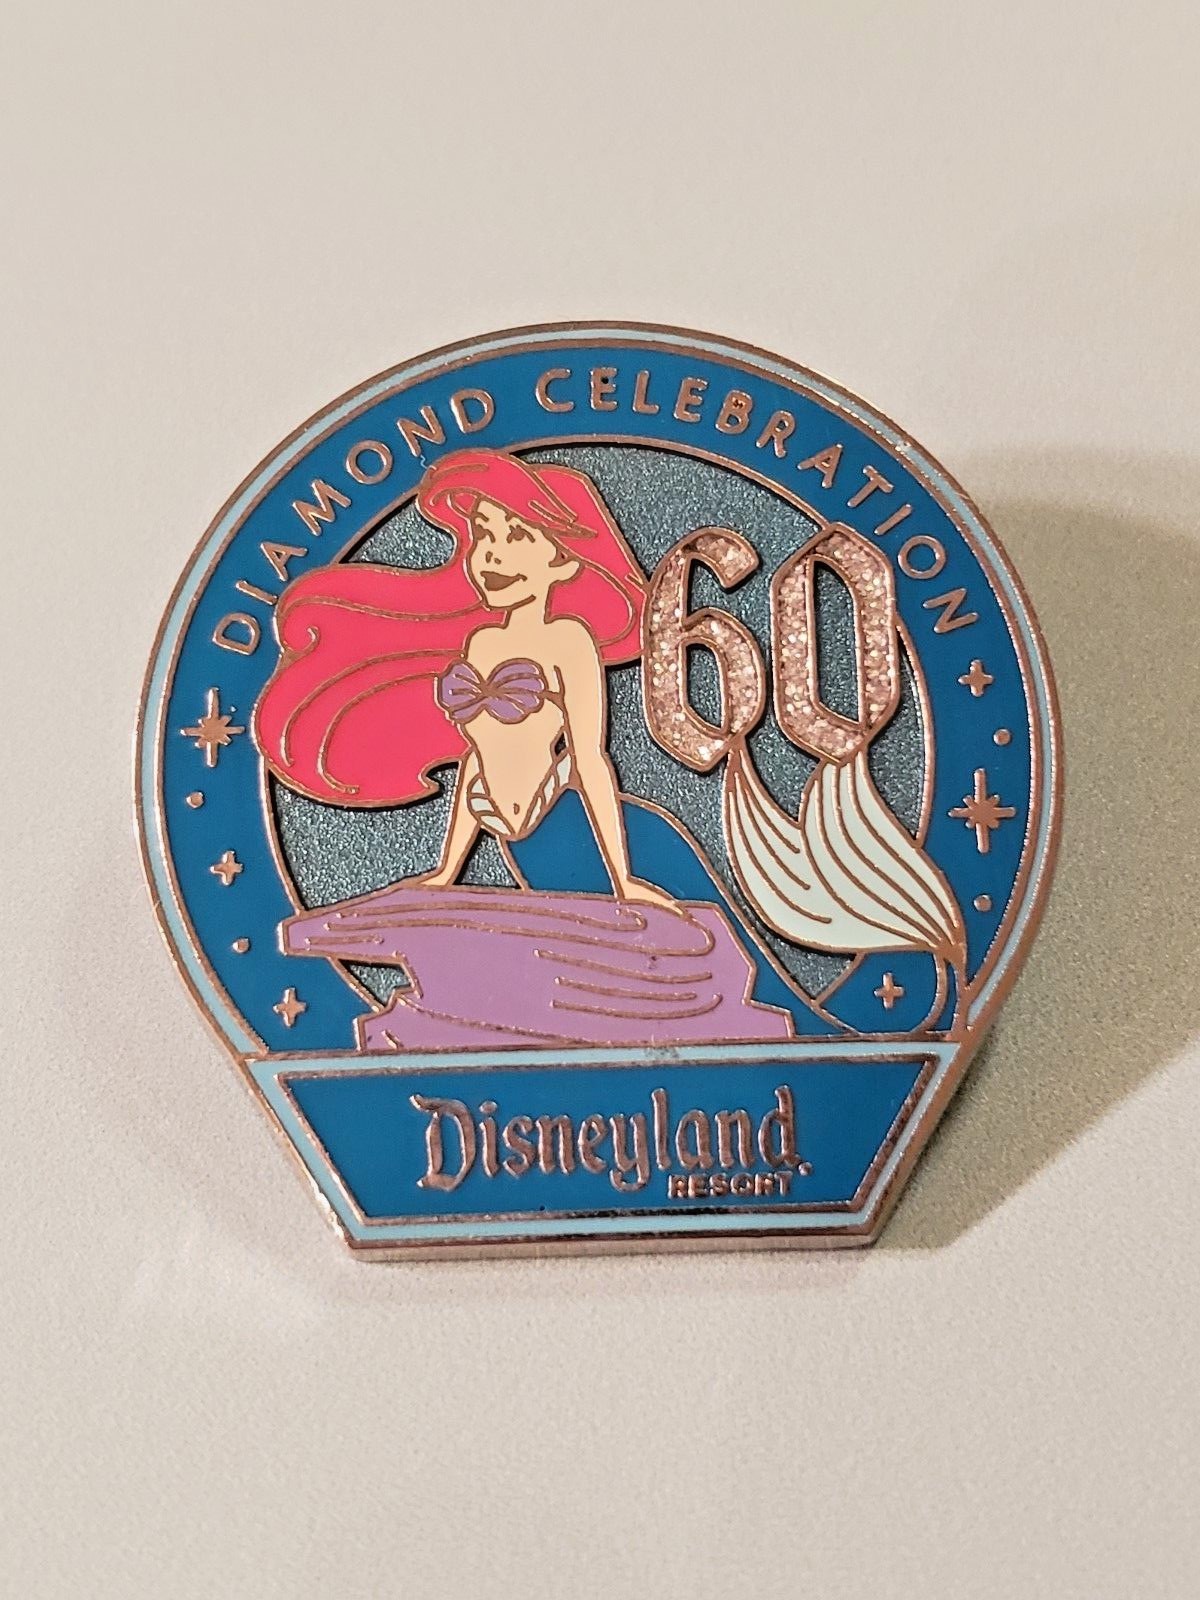 DIAMOND CELEBRATION
60
Disneyland
RESORT